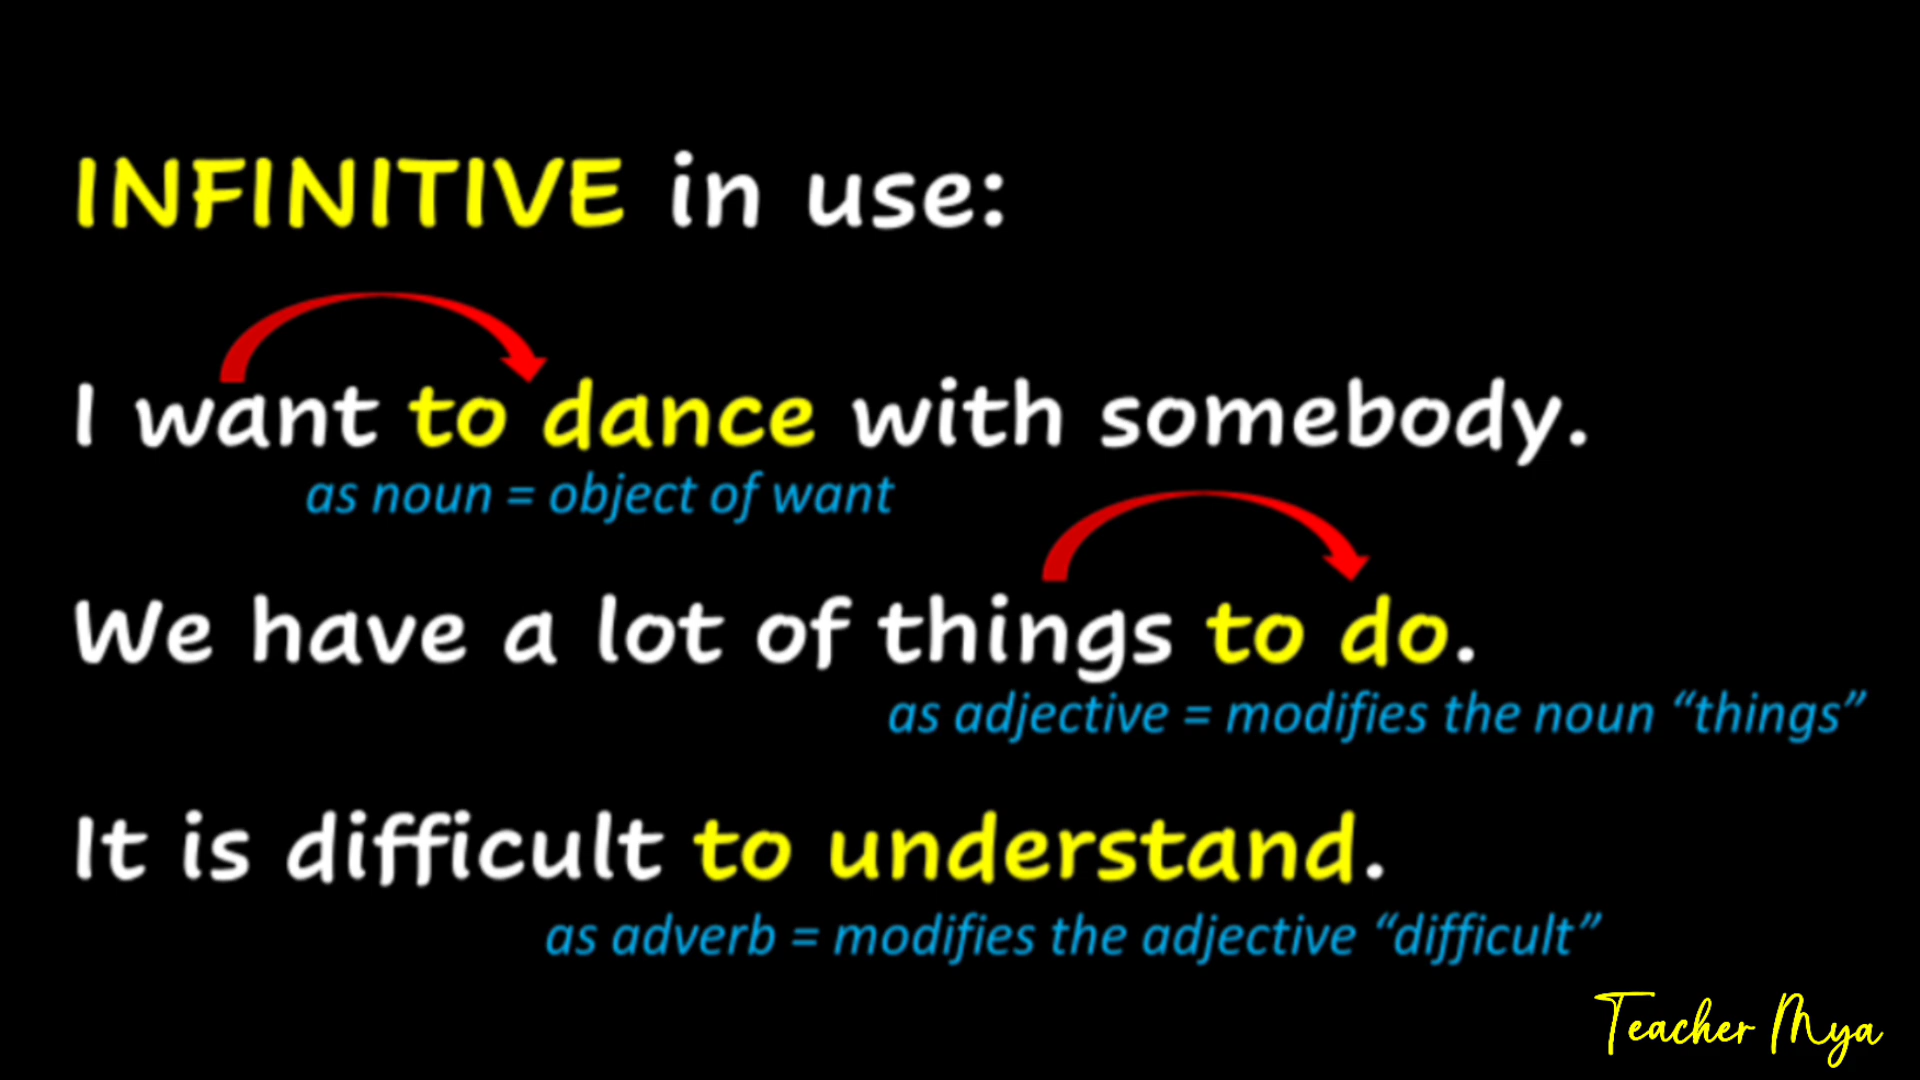 INFINITIVE in use:
I want to dance with somebody.
as noun = object of want
We have a lot of things to do.
as adjective = modifies the noun “things”
It is difficult to understand.
as adverb = modifies the adjective “difficult”
Teacher Mya